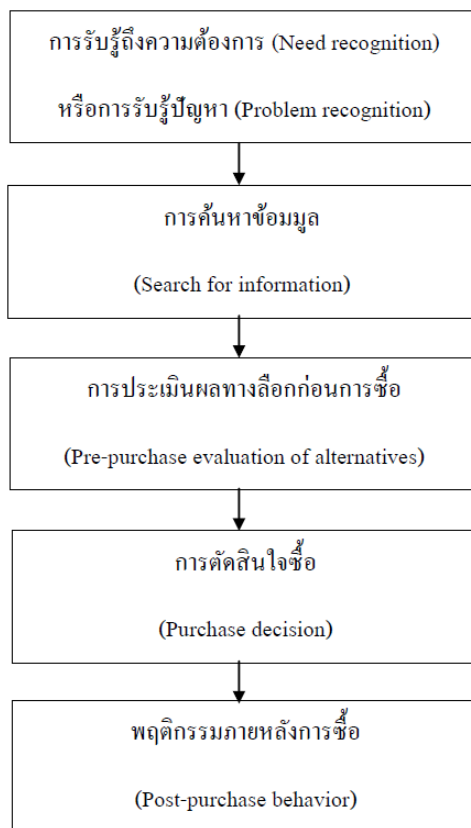 การรับรู้ถึงความต้องการ (Need recognition)
หรือการรับรู้ปัญหา (Problem recognition)
การค้นหาข้อมมูล
(Search for information)
การประเมินผลทางลือกก่อนการซื้อ
(Pre-purchase evaluation of alternatives)
การตัดสินใจซื้อ
(Purchase decision)
พฤติกรรมภายหลังการซื้อ
(Post-purchase behavior)